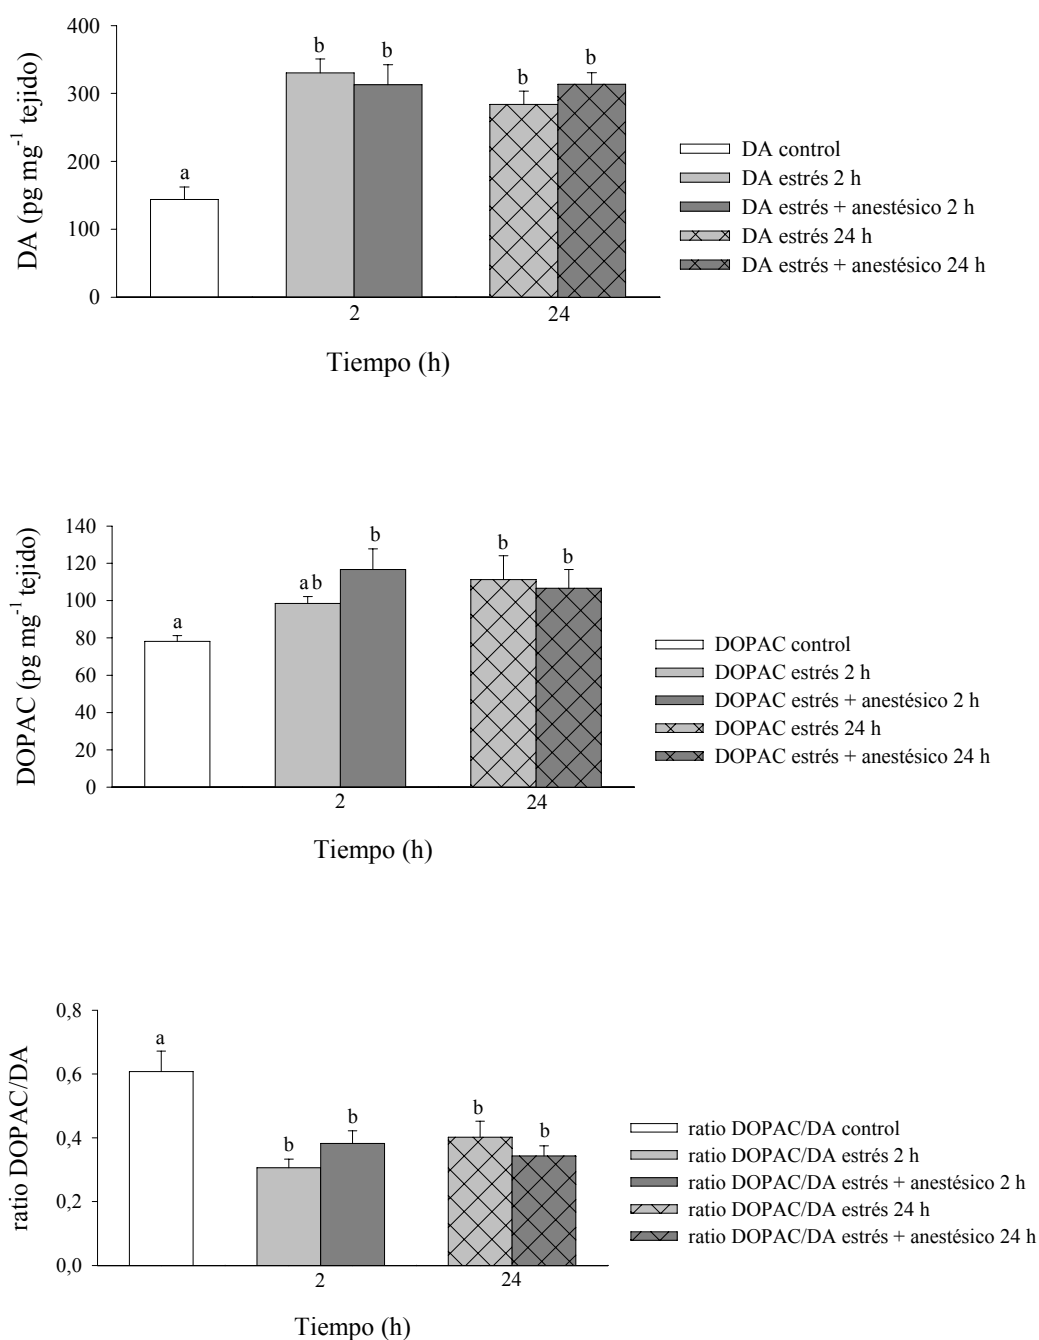 400
300
200
100
0
DA (pg mg⁻¹ tejido)
a
b
b
b
b
2
24
Tiempo (h)
DA control
DA estrés 2 h
DA estrés + anestésico 2 h
DA estrés 24 h
DA estrés + anestésico 24 h
140
120
100
80
60
40
20
0
DOPAC (pg mg⁻¹ tejido)
a
ab
b
b
b
2
24
Tiempo (h)
DOPAC control
DOPAC estrés 2 h
DOPAC estrés + anestésico 2 h
DOPAC estrés 24 h
DOPAC estrés + anestésico 24 h
0,8
0,6
0,4
0,2
0,0
ratio DOPAC/DA
a
b
b
b
b
2
24
Tiempo (h)
ratio DOPAC/DA control
ratio DOPAC/DA estrés 2 h
ratio DOPAC/DA estrés + anestésico 2 h
ratio DOPAC/DA estrés 24 h
ratio DOPAC/DA estrés + anestésico 24 h